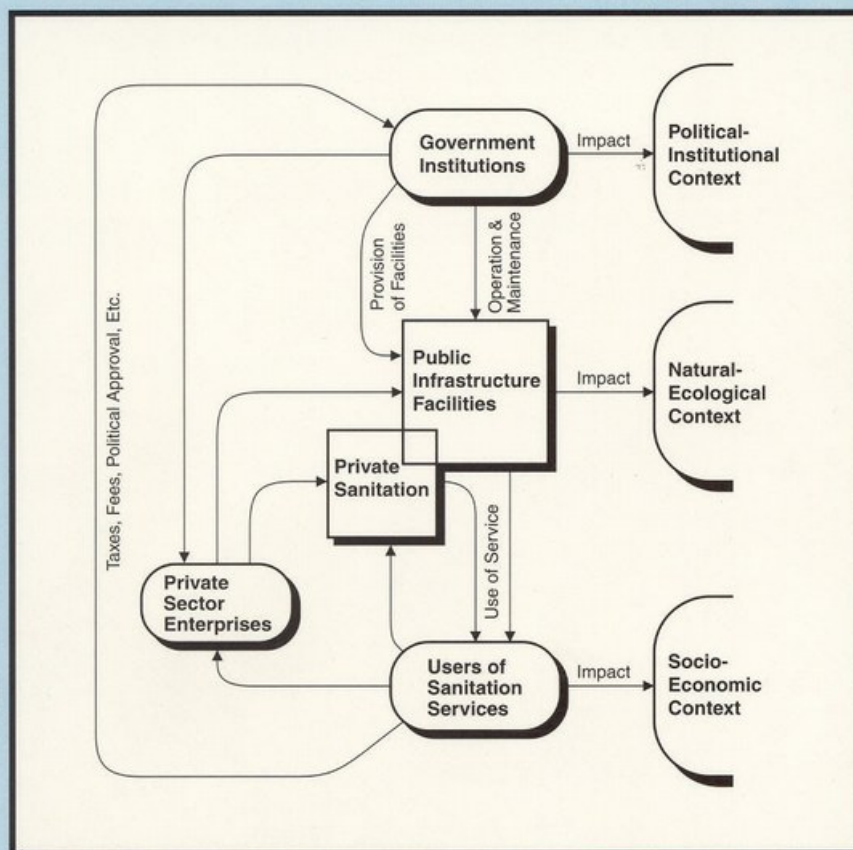 Government
Institutions
Impact
Political-
Institutional
Context
Provision
of Facilities
Operation &
Maintenance
Taxes, Fees, Political Approval, Etc.
Public
Infrastructure
Facilities
Impact
Natural-
Ecological
Context
Private
Sanitation
Use of Service
Private
Sector
Enterprises
Users of
Sanitation
Services
Impact
Socio-
Economic
Context